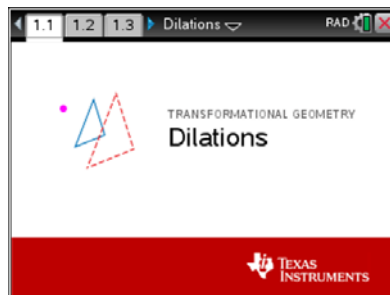 1.1 1.2 1.3 Dilations RAD
TRANSFORMATIONAL GEOMETRY
Dilations
TEXAS
INSTRUMENTS